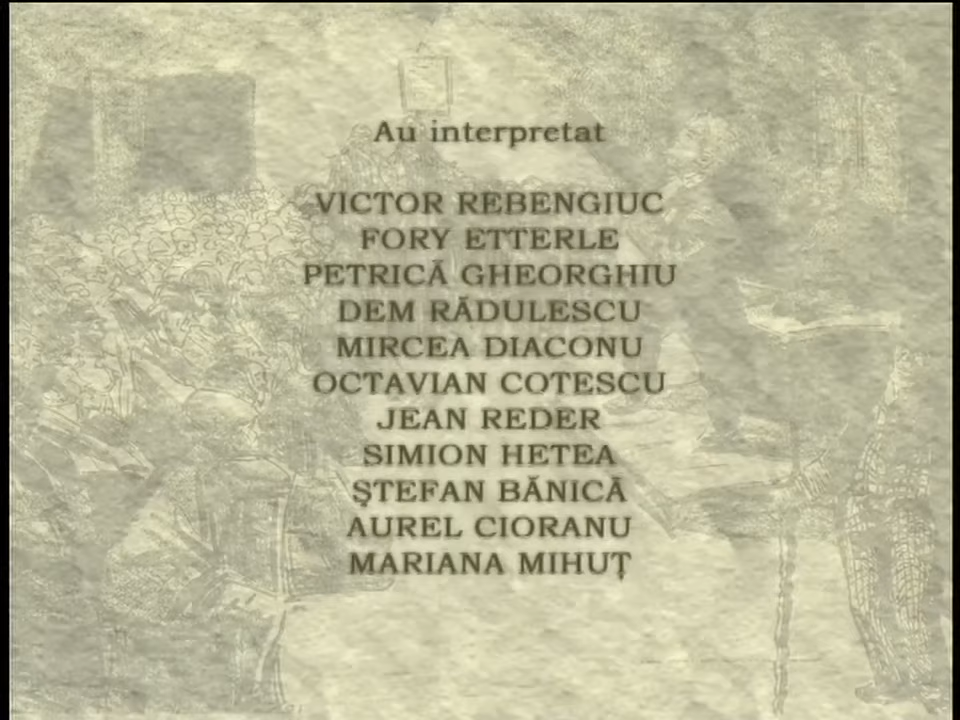 Au interpretat
VICTOR REBENGIUC
FORY ETTERLE
PETRICĂ GHEORGHIU
DEM RĂDULESCU
MIRCEA DIACONU
OCTAVIAN COTESCU
JEAN REDER
SIMION HETEA
ŞTEFAN BĂNICĂ
AUREL CIORANU
MARIANA MIHUŢ